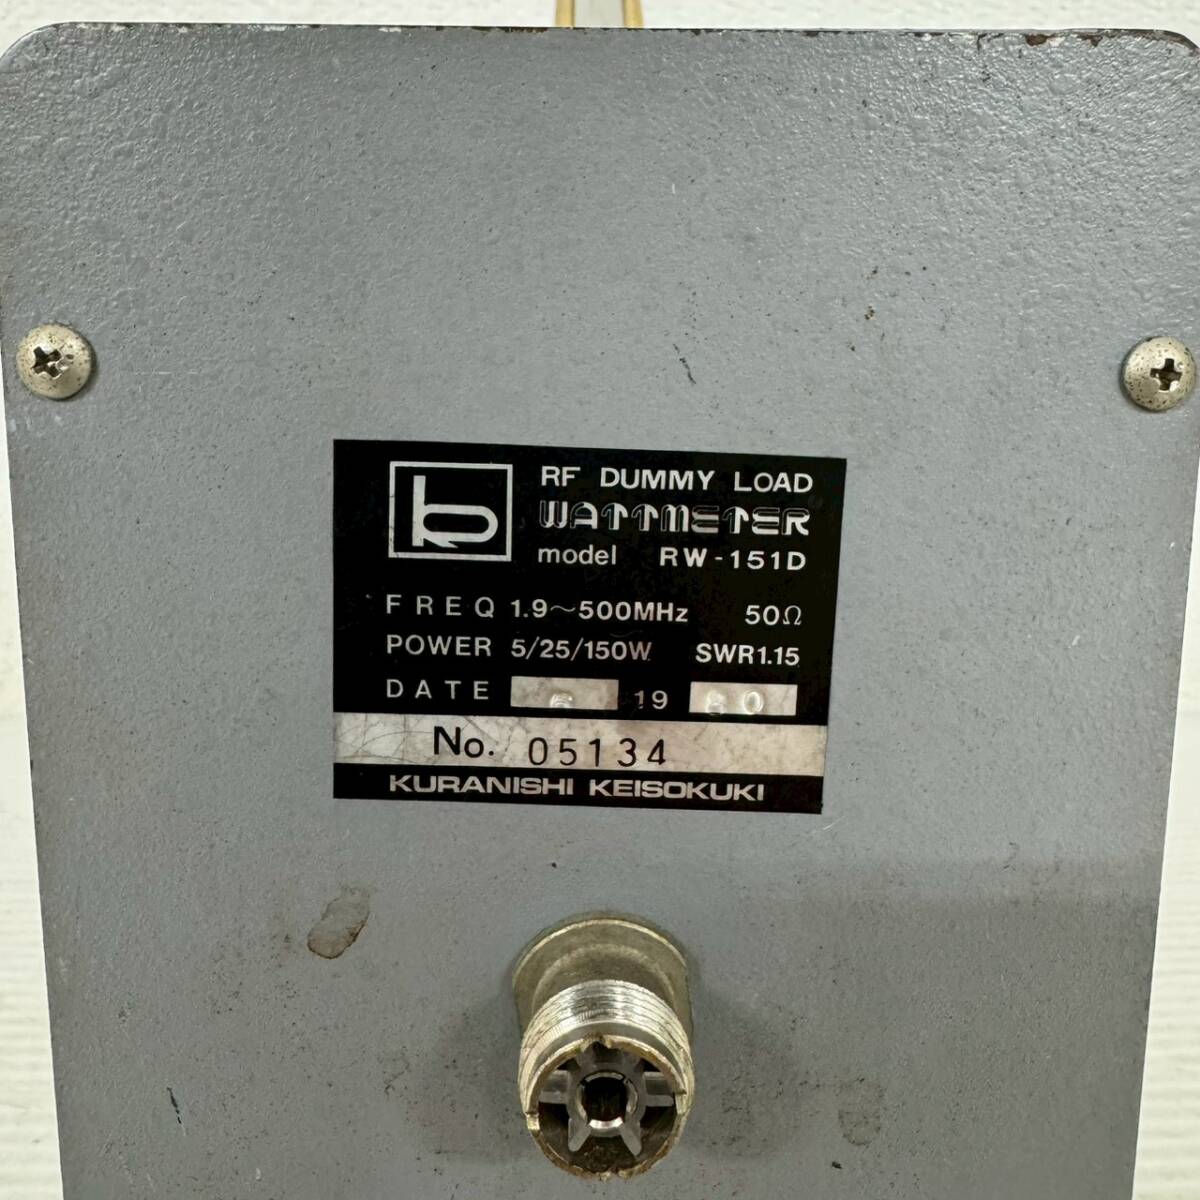 RF DUMMY LOAD
WATTMETER
model RW-151D
FREQ 1.9~500MHz 50Ω
POWER 5/25/150W SWR1.15
DATE 6 19 80
No. 05134
KURANISHI KEISOKUKI